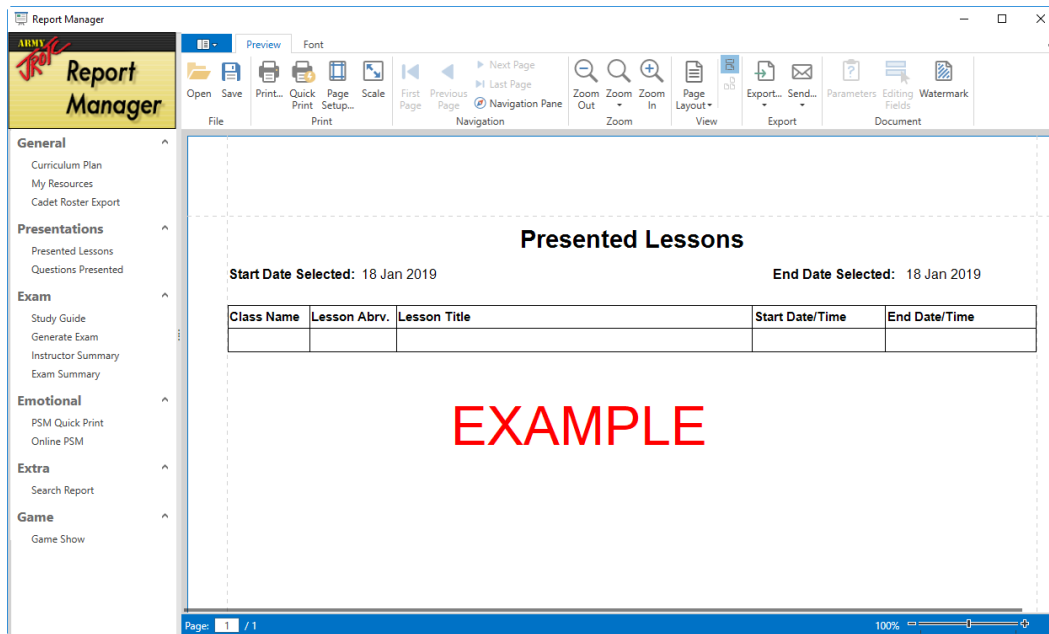 Report Manager
ARMY
JROTC
Report
Manager
General
Curriculum Plan
My Resources
Cadet Roster Export
Presentations
Presented Lessons
Questions Presented
Exam
Study Guide
Generate Exam
Instructor Summary
Exam Summary
Emotional
PSM Quick Print
Online PSM
Extra
Search Report
Game
Game Show
Preview Font
Open Save Print... Quick Print Page Setup... Scale First Page Previous Page Next Page
Last Page
Navigation Pane
Zoom Out Zoom Zoom In Page Layout Export... Send... Parameters Editing Fields Watermark
File Print Navigation Zoom View Export Document
Presented Lessons
Start Date Selected: 18 Jan 2019 End Date Selected: 18 Jan 2019
Class Name Lesson Abrv. Lesson Title Start Date/Time End Date/Time
EXAMPLE
Page: 1 / 1 100%